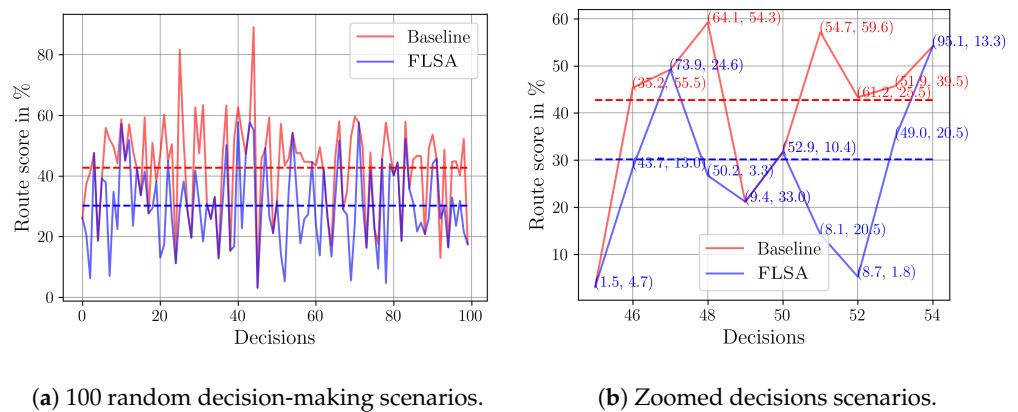 Route score in %
80
60
40
20
0
Baseline
FLSA
0 20 40 60 80 100
Decisions
(a) 100 random decision-making scenarios.
Route score in %
60
50
40
30
20
10
(64.1, 54.3)
(54.7, 59.6)
(35.2, 55.5)
(73.9, 24.6)
(61.2, 25.5)
(51.9, 39.5)
(95.1, 13.3)
(43.7, 13.0)
(50.2, 3.3)
(9.4, 33.0)
(52.9, 10.4)
(49.0, 20.5)
(8.1, 20.5)
(8.7, 1.8)
(1.5, 4.7)
Baseline
FLSA
46 48 50 52 54
Decisions
(b) Zoomed decisions scenarios.